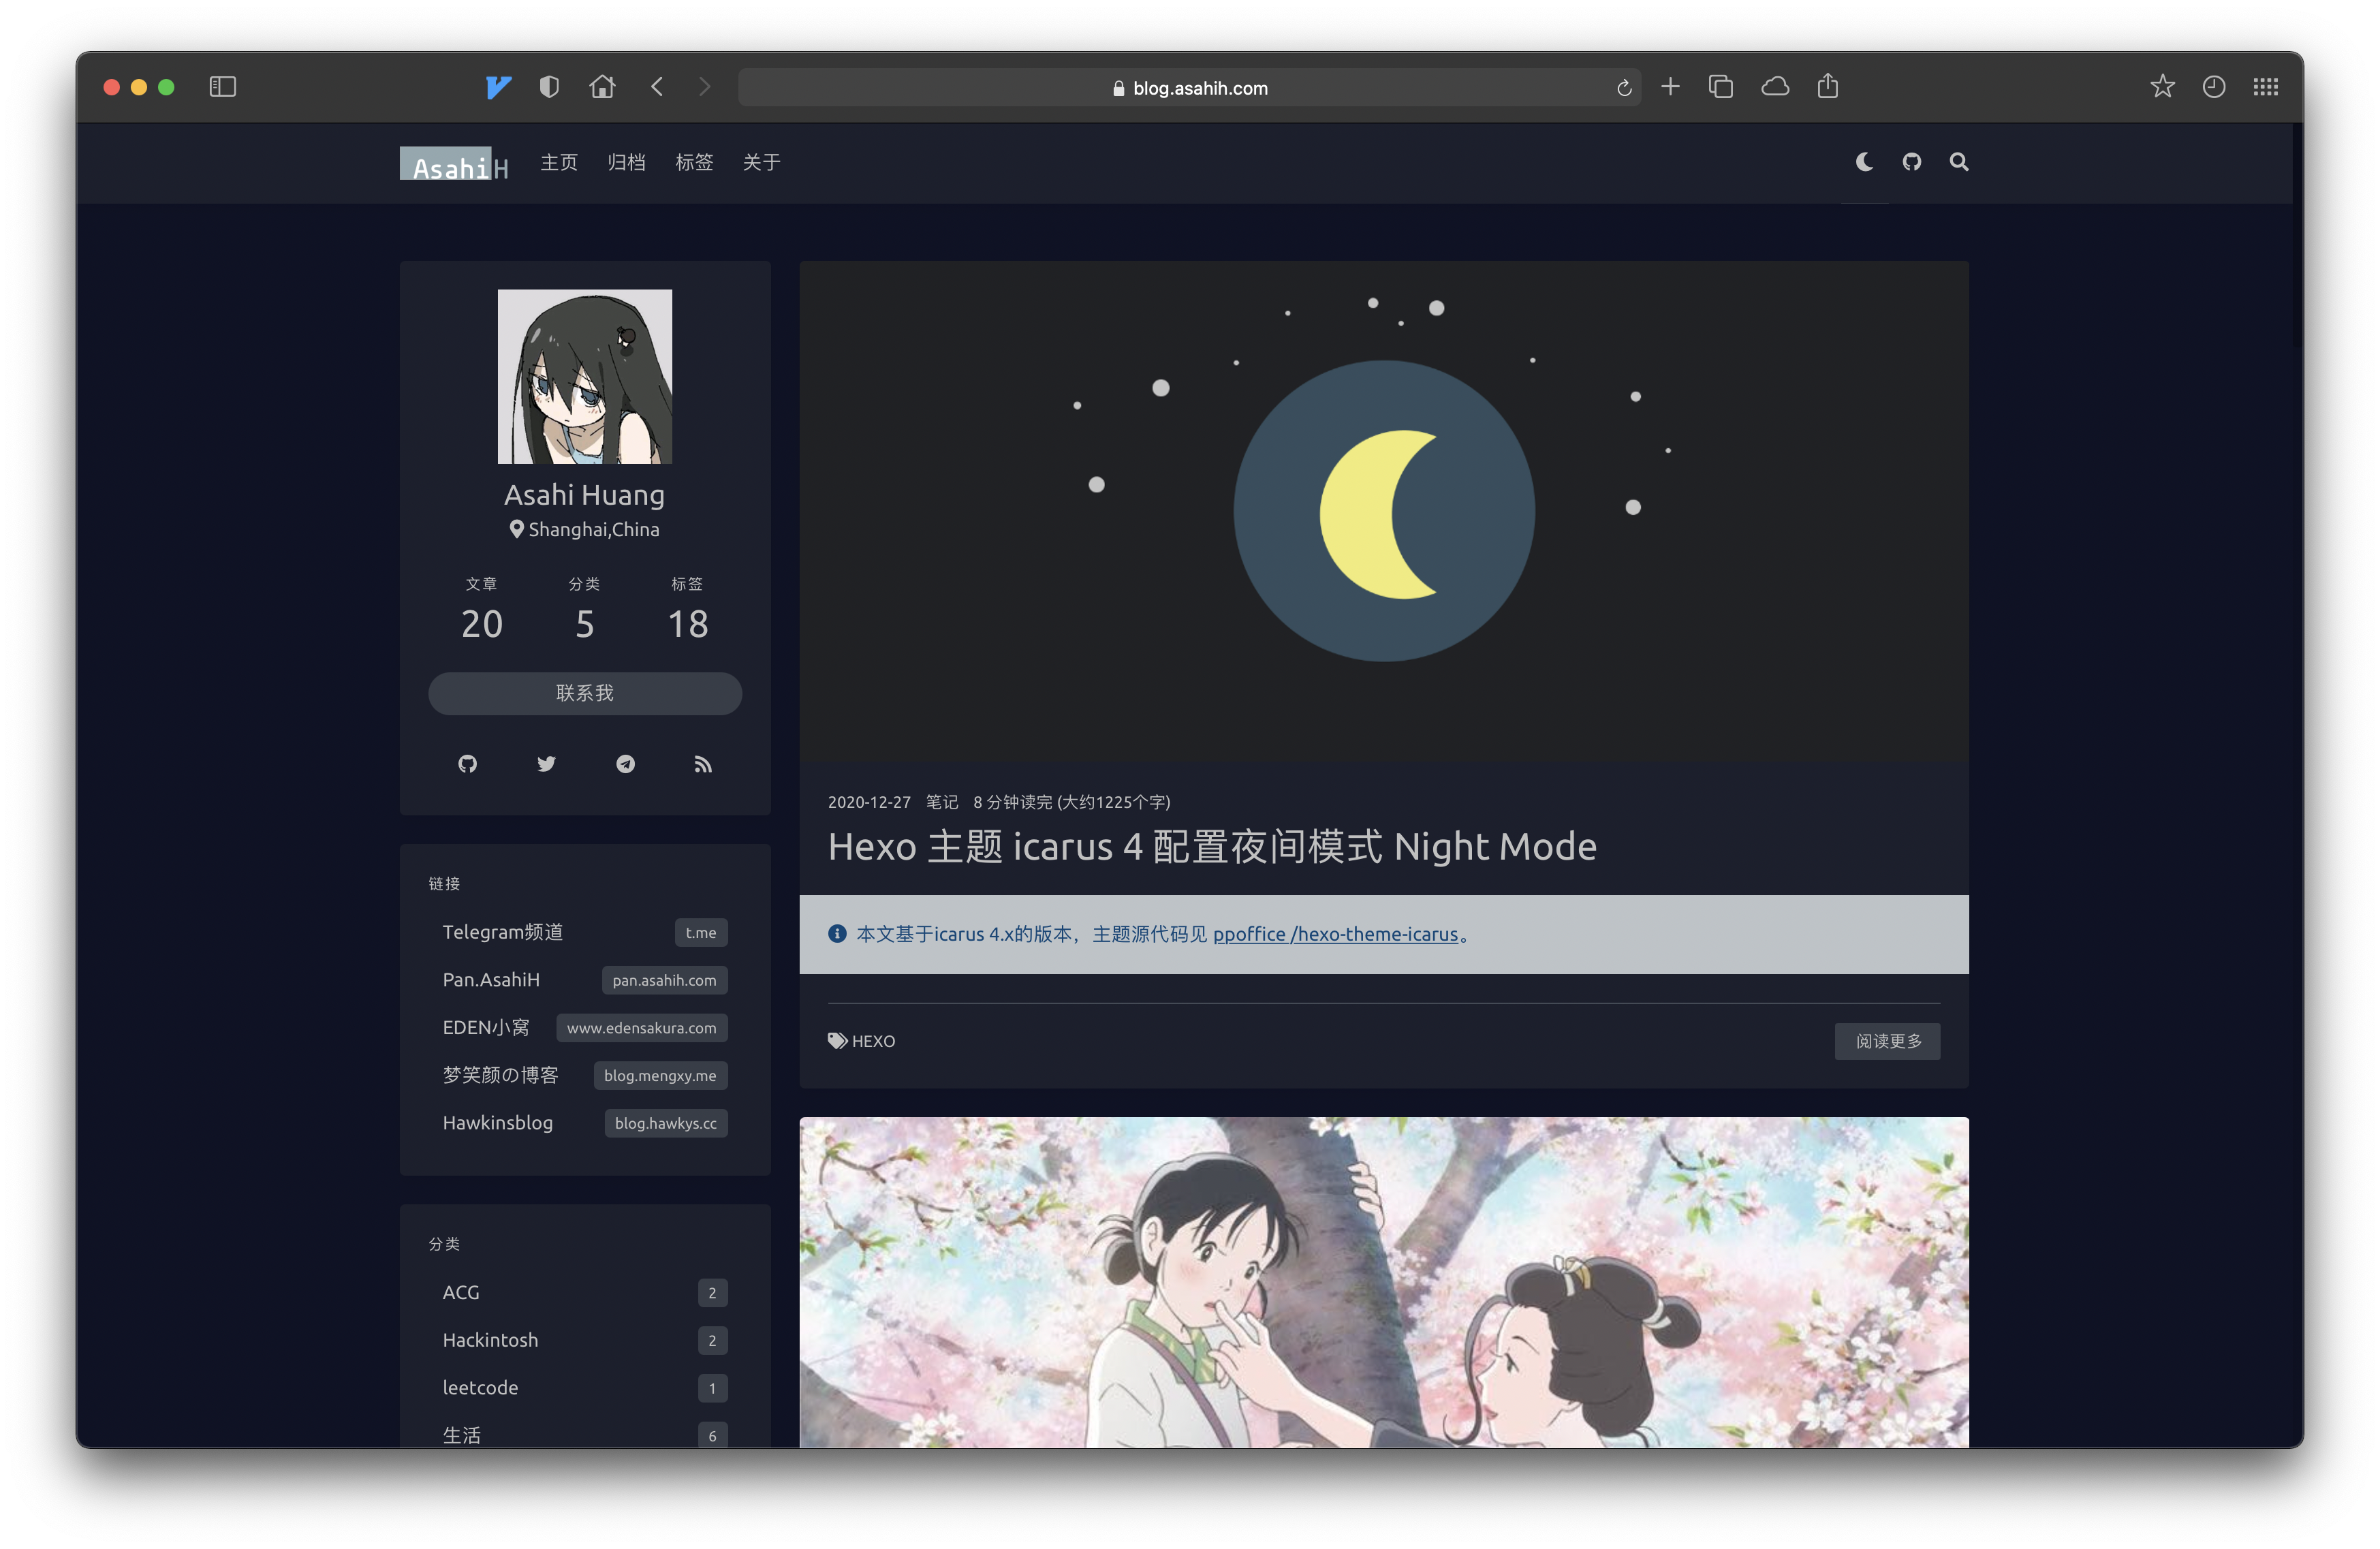 blog.asahih.com
AsahiH 主页 归档 标签 关于
Asahi Huang
Shanghai,China
文章 分类 标签
20 5 18
联系我
链接
Telegram频道 t.me
Pan.AsahiH pan.asahih.com
EDEN小窝 www.edensakura.com
梦笑颜の博客 blog.mengxy.me
Hawkinsblog blog.hawkys.cc
分类
ACG 2
Hackintosh 2
leetcode 1
生活 6
2020-12-27 笔记 8 分钟读完 (大约1225个字)
Hexo 主题 icarus 4 配置夜间模式 Night Mode
本文基于icarus 4.x的版本，主题源代码见 ppoffice /hexo-theme-icarus。
HEXO 阅读更多